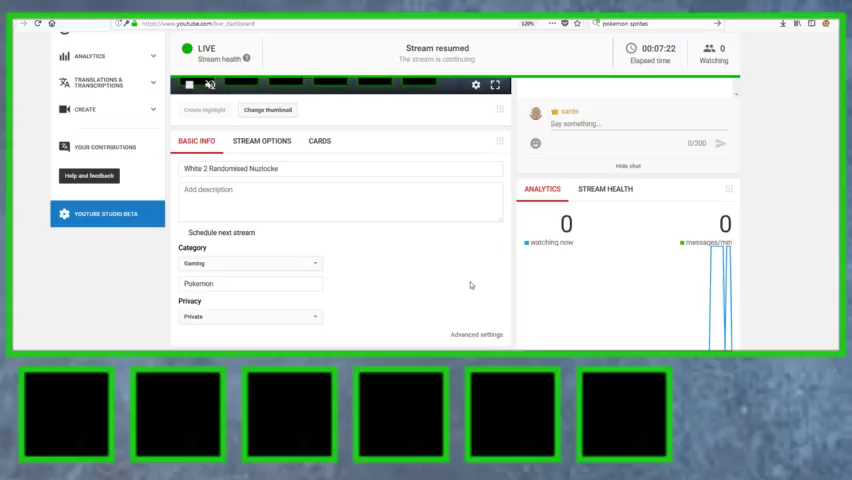 https://www.youtube.com/live_dashboard
120%
pokemon sprites
ANALYTICS
TRANSLATIONS &
TRANSCRIPTIONS
CREATE
YOUR CONTRIBUTIONS
Help and feedback
YOUTUBE STUDIO BETA
LIVE
Stream health
Stream resumed
The stream is continuing
00:07:22
Elapsed time
0
Watching
Create highlight
Change thumbnail
BASIC INFO
STREAM OPTIONS
CARDS
White 2 Randomised Nuzlocke
Add description
Schedule next stream
Category
Gaming
Pokemon
Privacy
Private
Advanced settings
xante
Say something...
0/200
Hide chat
ANALYTICS
STREAM HEALTH
0
watching now
0
messages/min